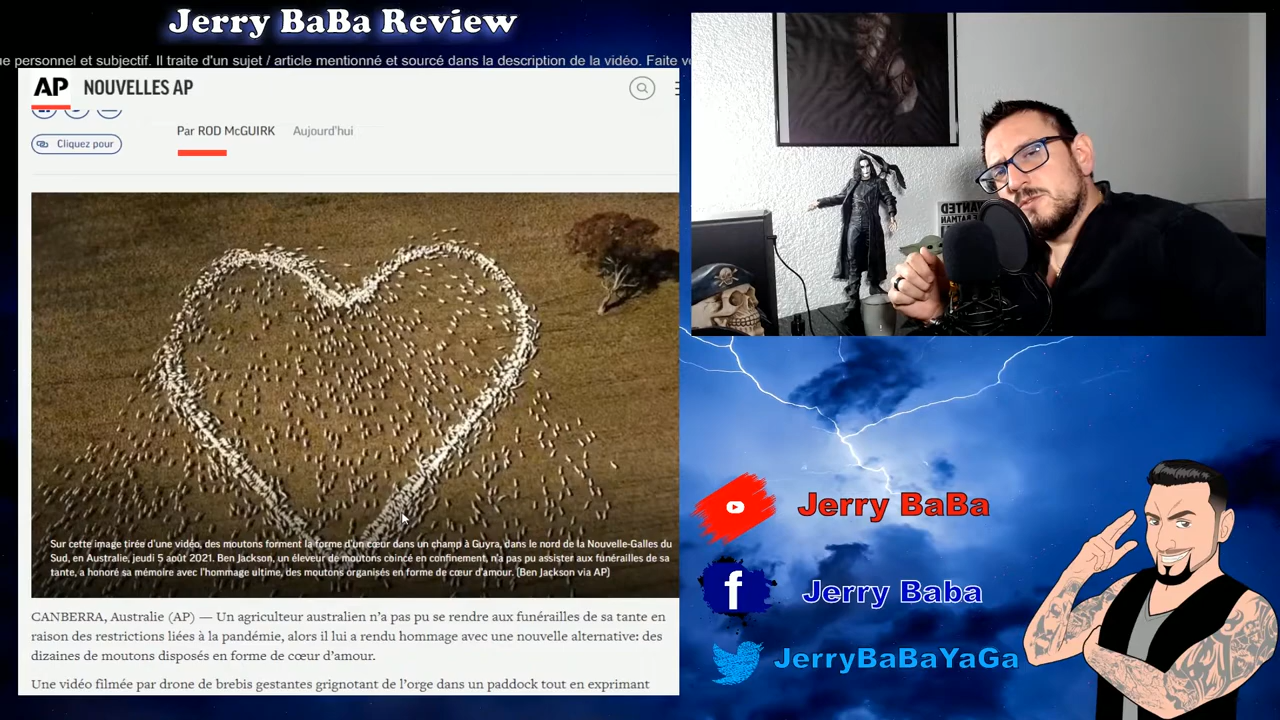 Jerry BaBa Review
personnel et subjectif. Il traite d'un sujet / article mentionné et sourcé dans la description de la vidéo. Faite
AP NOUVELLES AP
Par ROD McGUIRK Aujourd'hui
Cliquez pour
Sur cette image tirée d'une vidéo, des moutons forment la forme d'un cœur dans un champ à Guyra, dans le nord de la Nouvelle-Galles du
Sud, en Australie, jeudi 5 août 2021. Ben Jackson, un éleveur de moutons coincé en confinement, n'a pas pu assister aux funérailles de sa
tante, a honoré sa mémoire avec l'hommage ultime, des moutons organisés en forme de cœur d'amour. (Ben Jackson via AP)
CANBERRA, Australie (AP) — Un agriculteur australien n'a pas pu se rendre aux funérailles de sa tante en
raison des restrictions liées à la pandémie, alors il lui a rendu hommage avec une nouvelle alternative: des
dizaines de moutons disposés en forme de cœur d'amour.
Une vidéo filmée par drone de brebis gestantes grignotant de l'orge dans un paddock tout en exprimant
WANTED
BATMAN
Jerry BaBa
f Jerry Baba
JerryBaBaYaGa